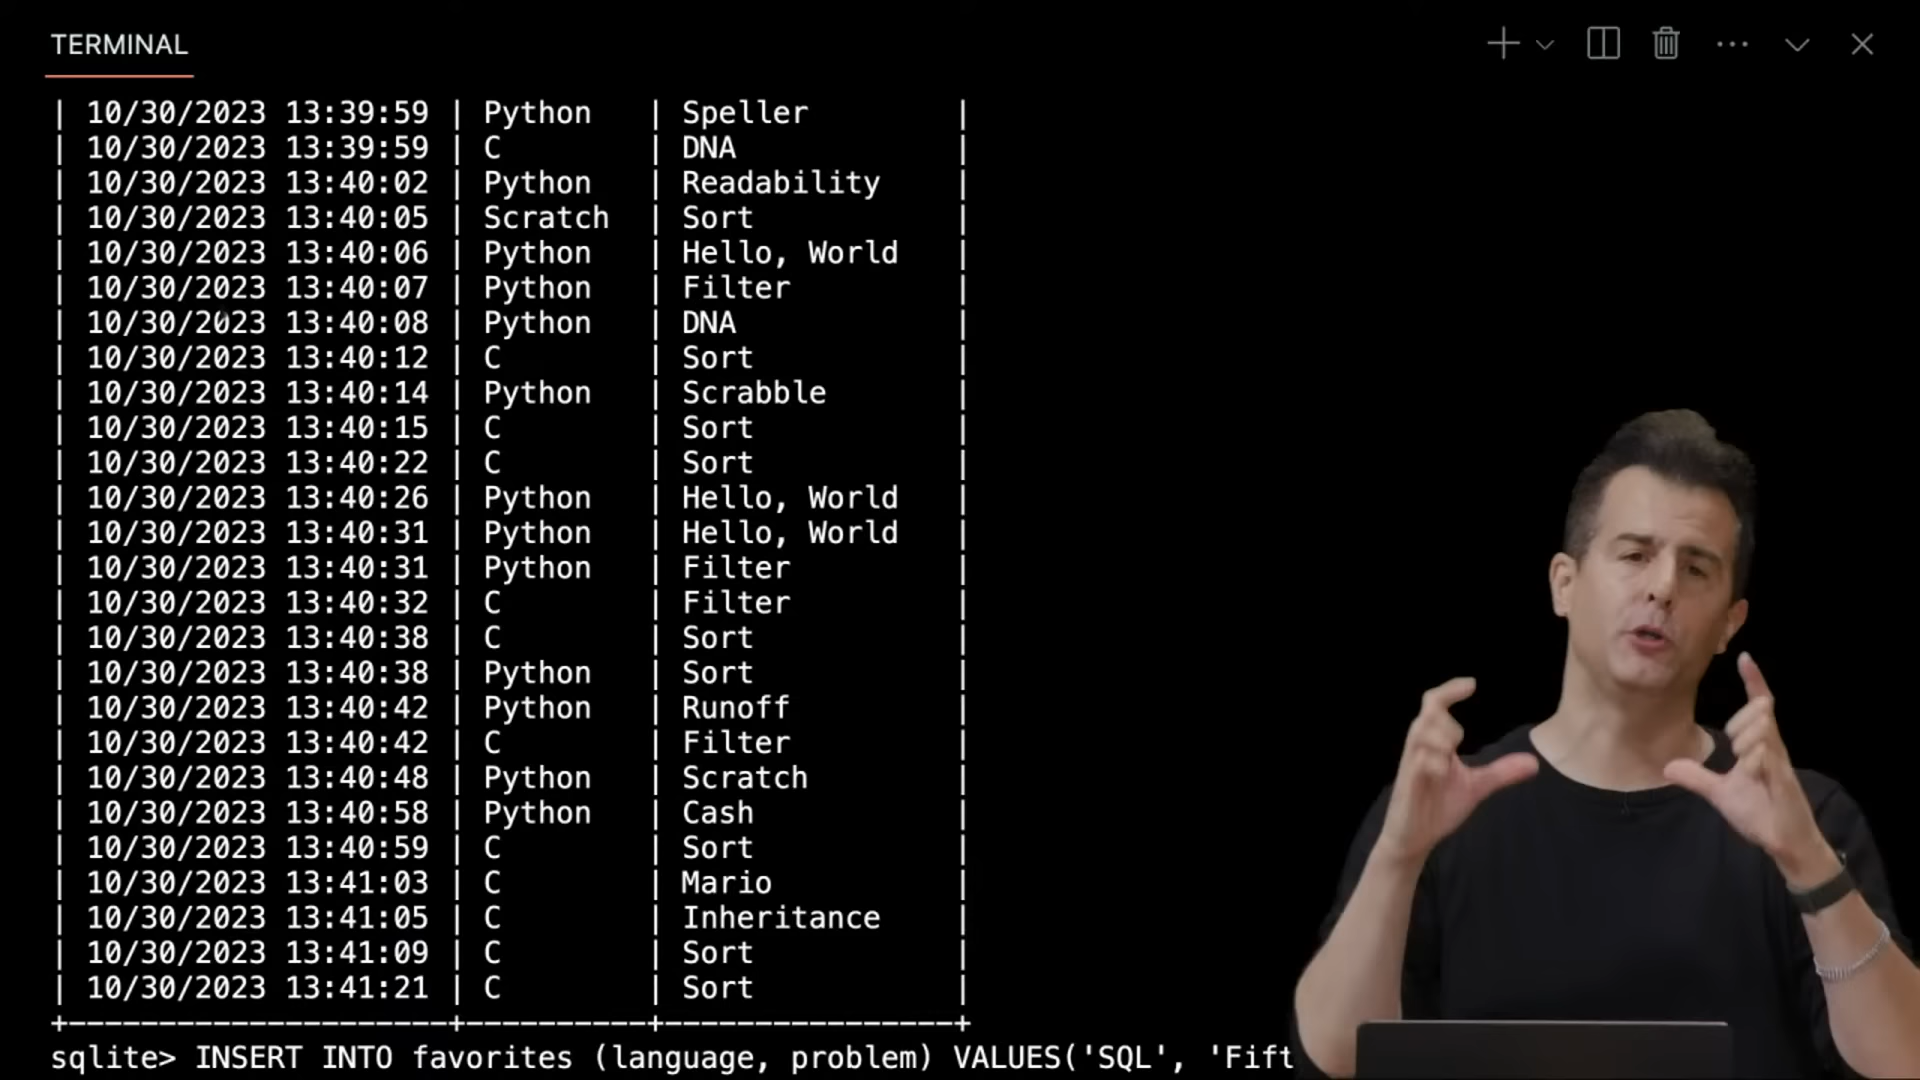 TERMINAL
| 10/30/2023 13:39:59 | Python | Speller |
| 10/30/2023 13:39:59 | C | DNA |
| 10/30/2023 13:40:02 | Python | Readability |
| 10/30/2023 13:40:05 | Scratch | Sort |
| 10/30/2023 13:40:06 | Python | Hello, World |
| 10/30/2023 13:40:07 | Python | Filter |
| 10/30/2023 13:40:08 | Python | DNA |
| 10/30/2023 13:40:12 | C | Sort |
| 10/30/2023 13:40:14 | Python | Scrabble |
| 10/30/2023 13:40:15 | C | Sort |
| 10/30/2023 13:40:22 | C | Sort |
| 10/30/2023 13:40:26 | Python | Hello, World |
| 10/30/2023 13:40:31 | Python | Hello, World |
| 10/30/2023 13:40:31 | Python | Filter |
| 10/30/2023 13:40:32 | C | Filter |
| 10/30/2023 13:40:38 | C | Sort |
| 10/30/2023 13:40:38 | Python | Sort |
| 10/30/2023 13:40:42 | Python | Runoff |
| 10/30/2023 13:40:42 | C | Filter |
| 10/30/2023 13:40:48 | Python | Scratch |
| 10/30/2023 13:40:58 | Python | Cash |
| 10/30/2023 13:40:59 | C | Sort |
| 10/30/2023 13:41:03 | C | Mario |
| 10/30/2023 13:41:05 | C | Inheritance |
| 10/30/2023 13:41:09 | C | Sort |
| 10/30/2023 13:41:21 | C | Sort |
+---------------------+-----------+----------------+
sqlite> INSERT INTO favorites (language, problem) VALUES('SQL', 'Fift